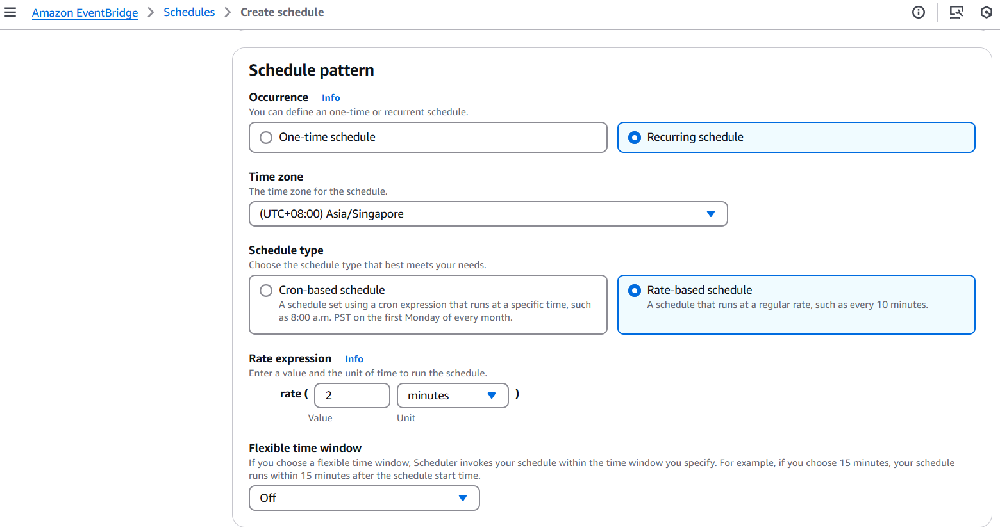 Amazon EventBridge > Schedules > Create schedule
Schedule pattern
Occurrence | Info
You can define an one-time or recurrent schedule.
One-time schedule
Recurring schedule
Time zone
The time zone for the schedule.
(UTC+08:00) Asia/Singapore
Schedule type
Choose the schedule type that best meets your needs.
Cron-based schedule
A schedule set using a cron expression that runs at a specific time, such
as 8:00 a.m. PST on the first Monday of every month.
Rate-based schedule
A schedule that runs at a regular rate, such as every 10 minutes.
Rate expression | Info
Enter a value and the unit of time to run the schedule.
rate ( 2 minutes )
Value Unit
Flexible time window
If you choose a flexible time window, Scheduler invokes your schedule within the time window you specify. For example, if you choose 15 minutes, your schedule
runs within 15 minutes after the schedule start time.
Off